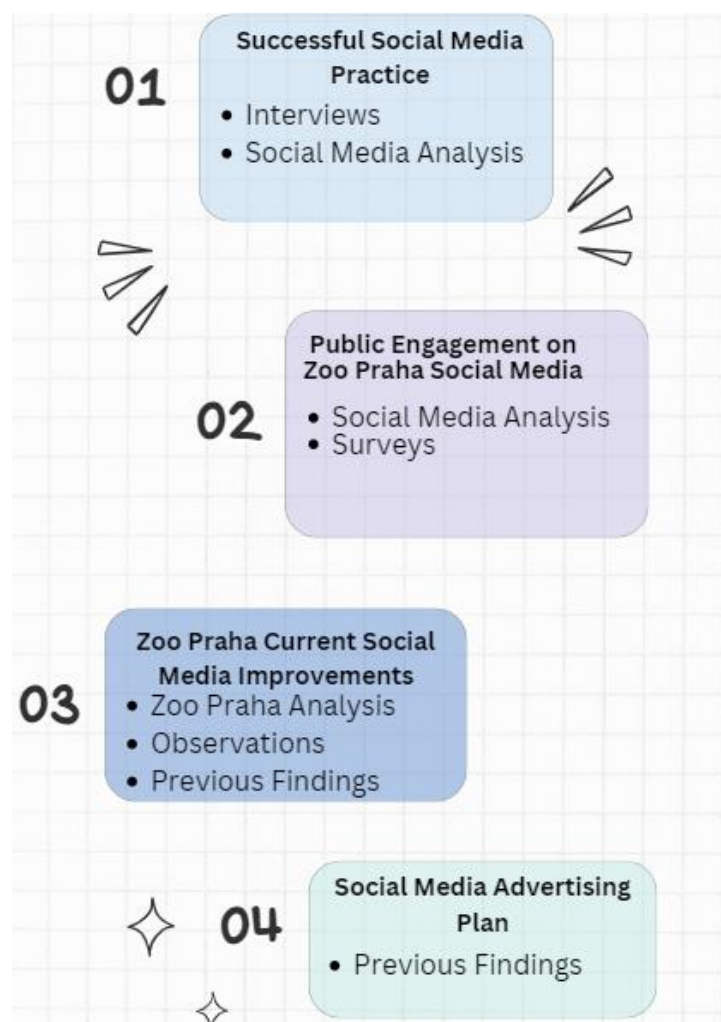 01
Successful Social Media
Practice
• Interviews
• Social Media Analysis
02
Public Engagement on
Zoo Praha Social Media
• Social Media Analysis
• Surveys
03
Zoo Praha Current Social
Media Improvements
• Zoo Praha Analysis
• Observations
• Previous Findings
04
Social Media Advertising
Plan
• Previous Findings